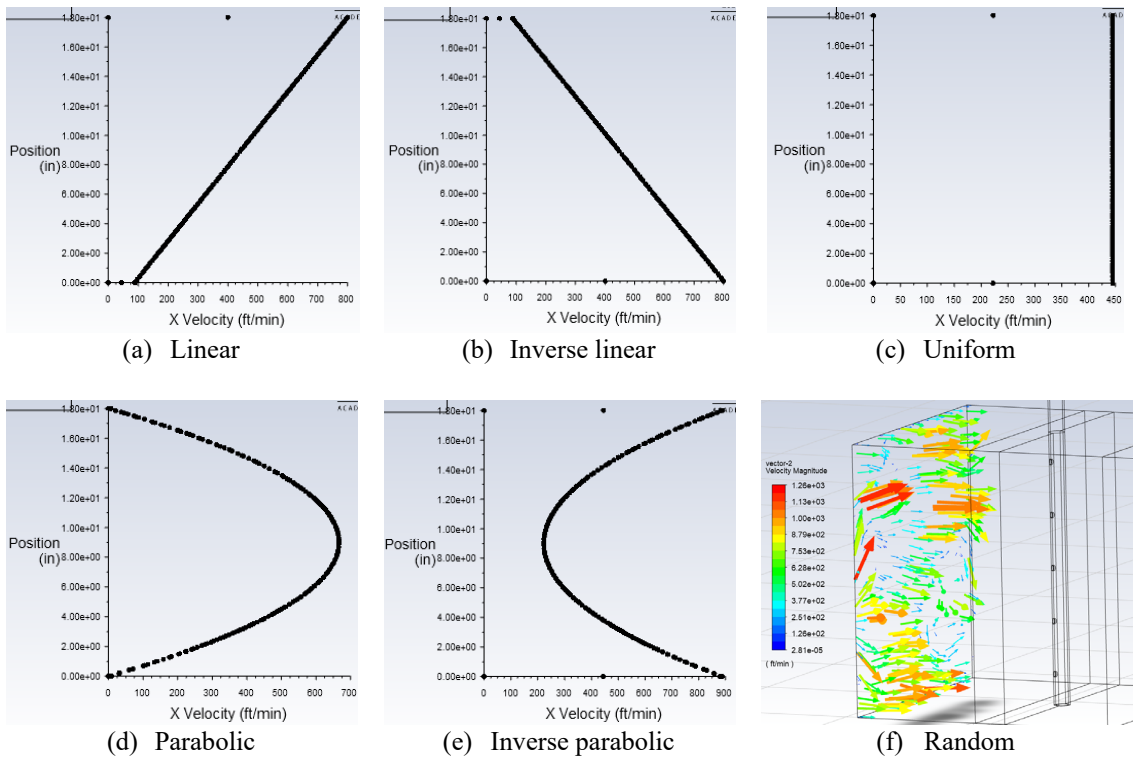 ACADE
1.80e+01
1.60e+01
1.40e+01
1.20e+01
1.00e+01
Position
(in)
8.00e+00
6.00e+00
4.00e+00
2.00e+00
0.00e+00
0 100 200 300 400 500 600 700 800
X Velocity (ft/min)
(a) Linear
ACADE
1.80e+01
1.60e+01
1.40e+01
1.20e+01
1.00e+01
Position
(in)
8.00e+00
6.00e+00
4.00e+00
2.00e+00
0.00e+00
0 100 200 300 400 500 600 700 800
X Velocity (ft/min)
(b) Inverse linear
ACADE
1.80e+01
1.60e+01
1.40e+01
1.20e+01
1.00e+01
Position
(in)
8.00e+00
6.00e+00
4.00e+00
2.00e+00
0.00e+00
0 50 100 150 200 250 300 350 400 450
X Velocity (ft/min)
(c) Uniform
ACADE
1.80e+01
1.60e+01
1.40e+01
1.20e+01
1.00e+01
Position
(in)
8.00e+00
6.00e+00
4.00e+00
2.00e+00
0.00e+00
0 100 200 300 400 500 600 700
X Velocity (ft/min)
(d) Parabolic
ACADE
1.80e+01
1.60e+01
1.40e+01
1.20e+01
1.00e+01
Position
(in)
8.00e+00
6.00e+00
4.00e+00
2.00e+00
0.00e+00
0 100 200 300 400 500 600 700 800 900
X Velocity (ft/min)
(e) Inverse parabolic
vector-2
Velocity Magnitude
1.26e+03
1.13e+03
1.00e+03
8.79e+02
7.53e+02
6.28e+02
5.02e+02
3.77e+02
2.51e+02
1.26e+02
2.81e-05
( ft/min )
(f) Random